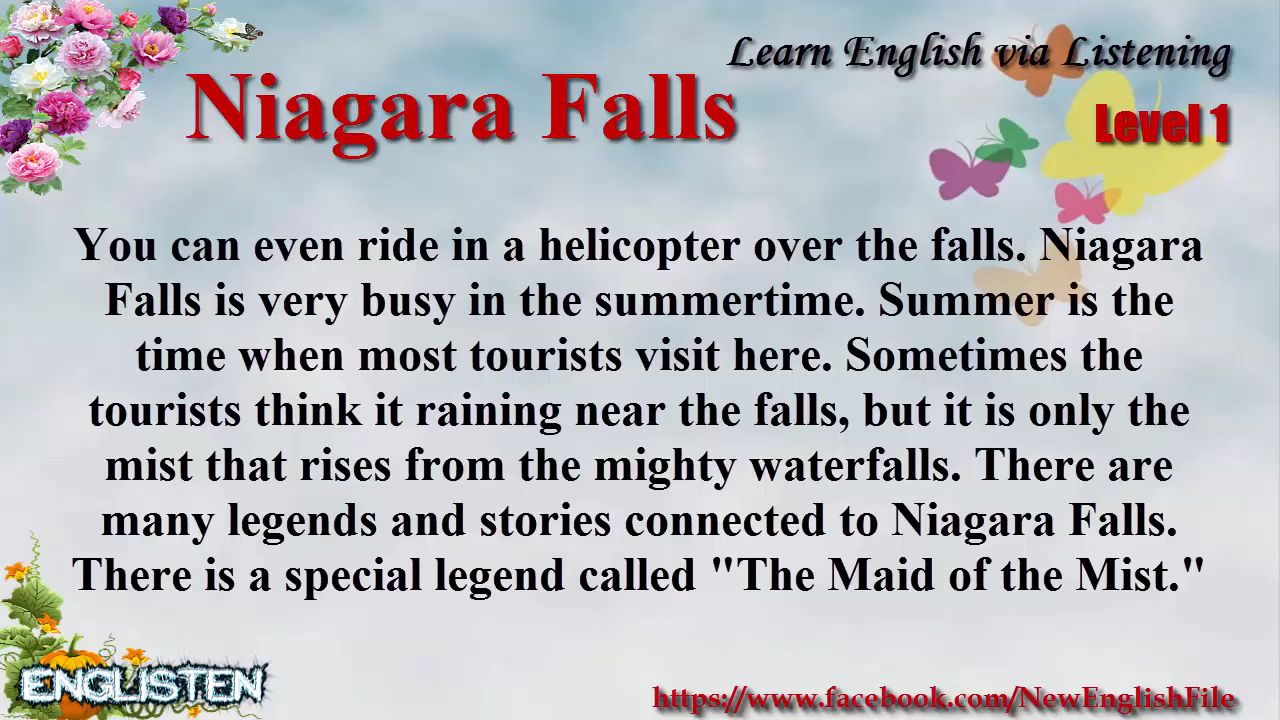 Learn English via Listening
Niagara Falls
Level 1
You can even ride in a helicopter over the falls. Niagara
Falls is very busy in the summertime. Summer is the
time when most tourists visit here. Sometimes the
tourists think it raining near the falls, but it is only the
mist that rises from the mighty waterfalls. There are
many legends and stories connected to Niagara Falls.
There is a special legend called "The Maid of the Mist."
ENGLISTEN
https://www.facebook.com/NewEnglishFile